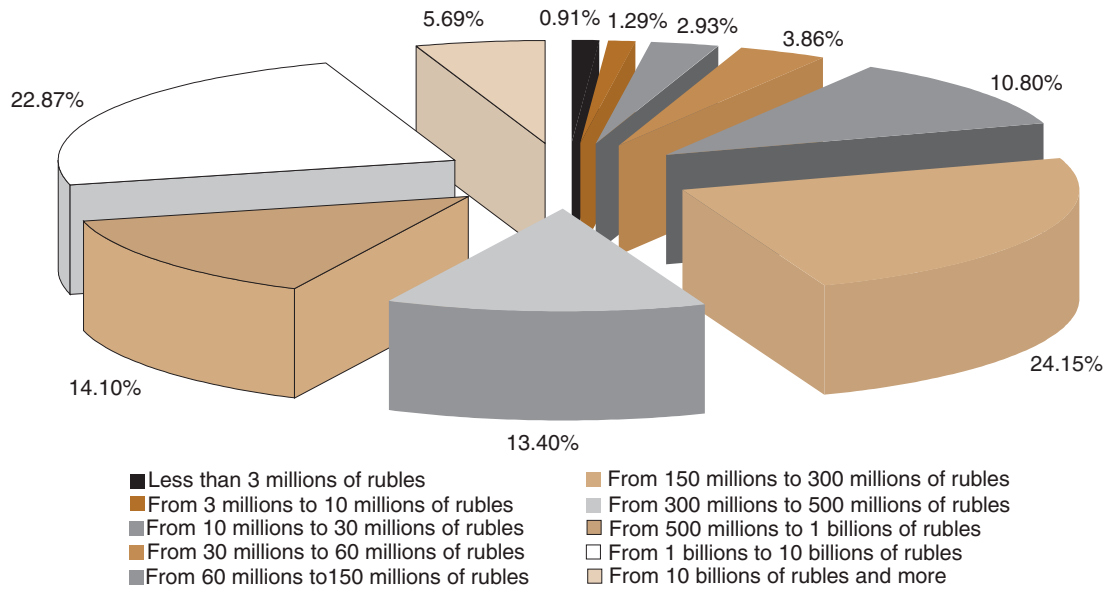 5.69%
0.91%
1.29%
2.93%
3.86%
10.80%
22.87%
24.15%
14.10%
13.40%
Less than 3 millions of rubles
From 3 millions to 10 millions of rubles
From 10 millions to 30 millions of rubles
From 30 millions to 60 millions of rubles
From 60 millions to150 millions of rubles
From 150 millions to 300 millions of rubles
From 300 millions to 500 millions of rubles
From 500 millions to 1 billions of rubles
From 1 billions to 10 billions of rubles
From 10 billions of rubles and more